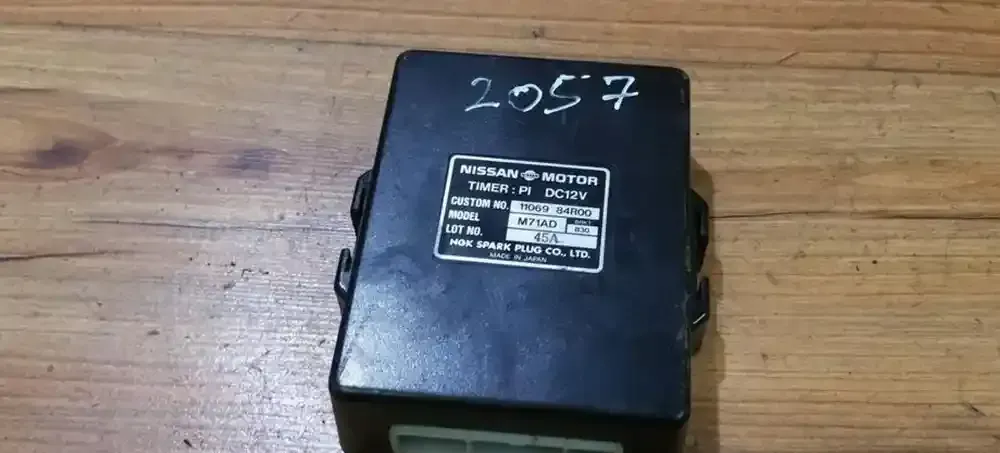 2057
NISSAN MOTOR
TIMER : PI DC12V
CUSTOM NO. 11069 84R00
MODEL M71AD 830
LOT NO. 45A
NGK SPARK PLUG CO., LTD.
MADE IN JAPAN